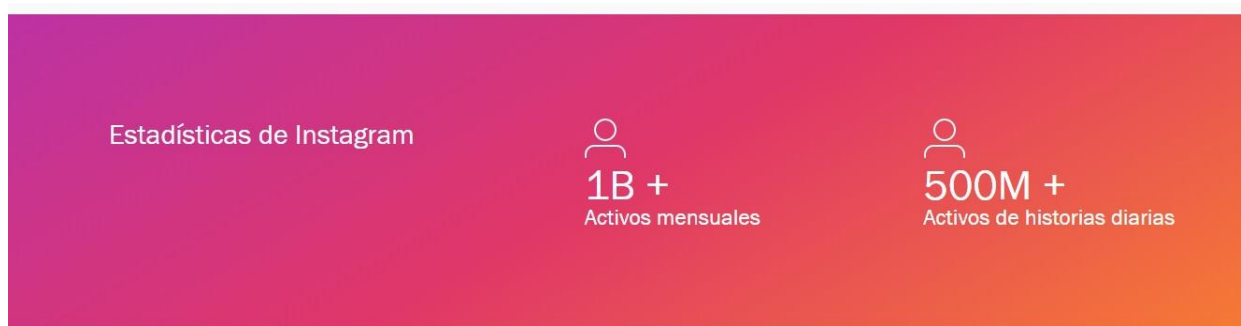 Estadísticas de Instagram
1B +
Activos mensuales
500M +
Activos de historias diarias